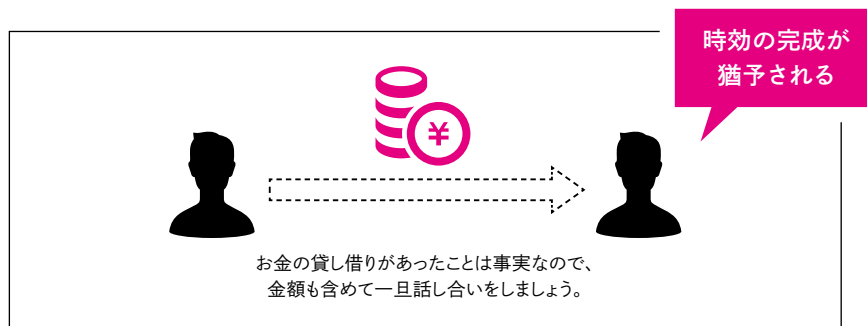 時効の完成が
猶予される
¥
お金の貸し借りがあったことは事実なので、
金額も含めて一旦話し合いをしましょう。